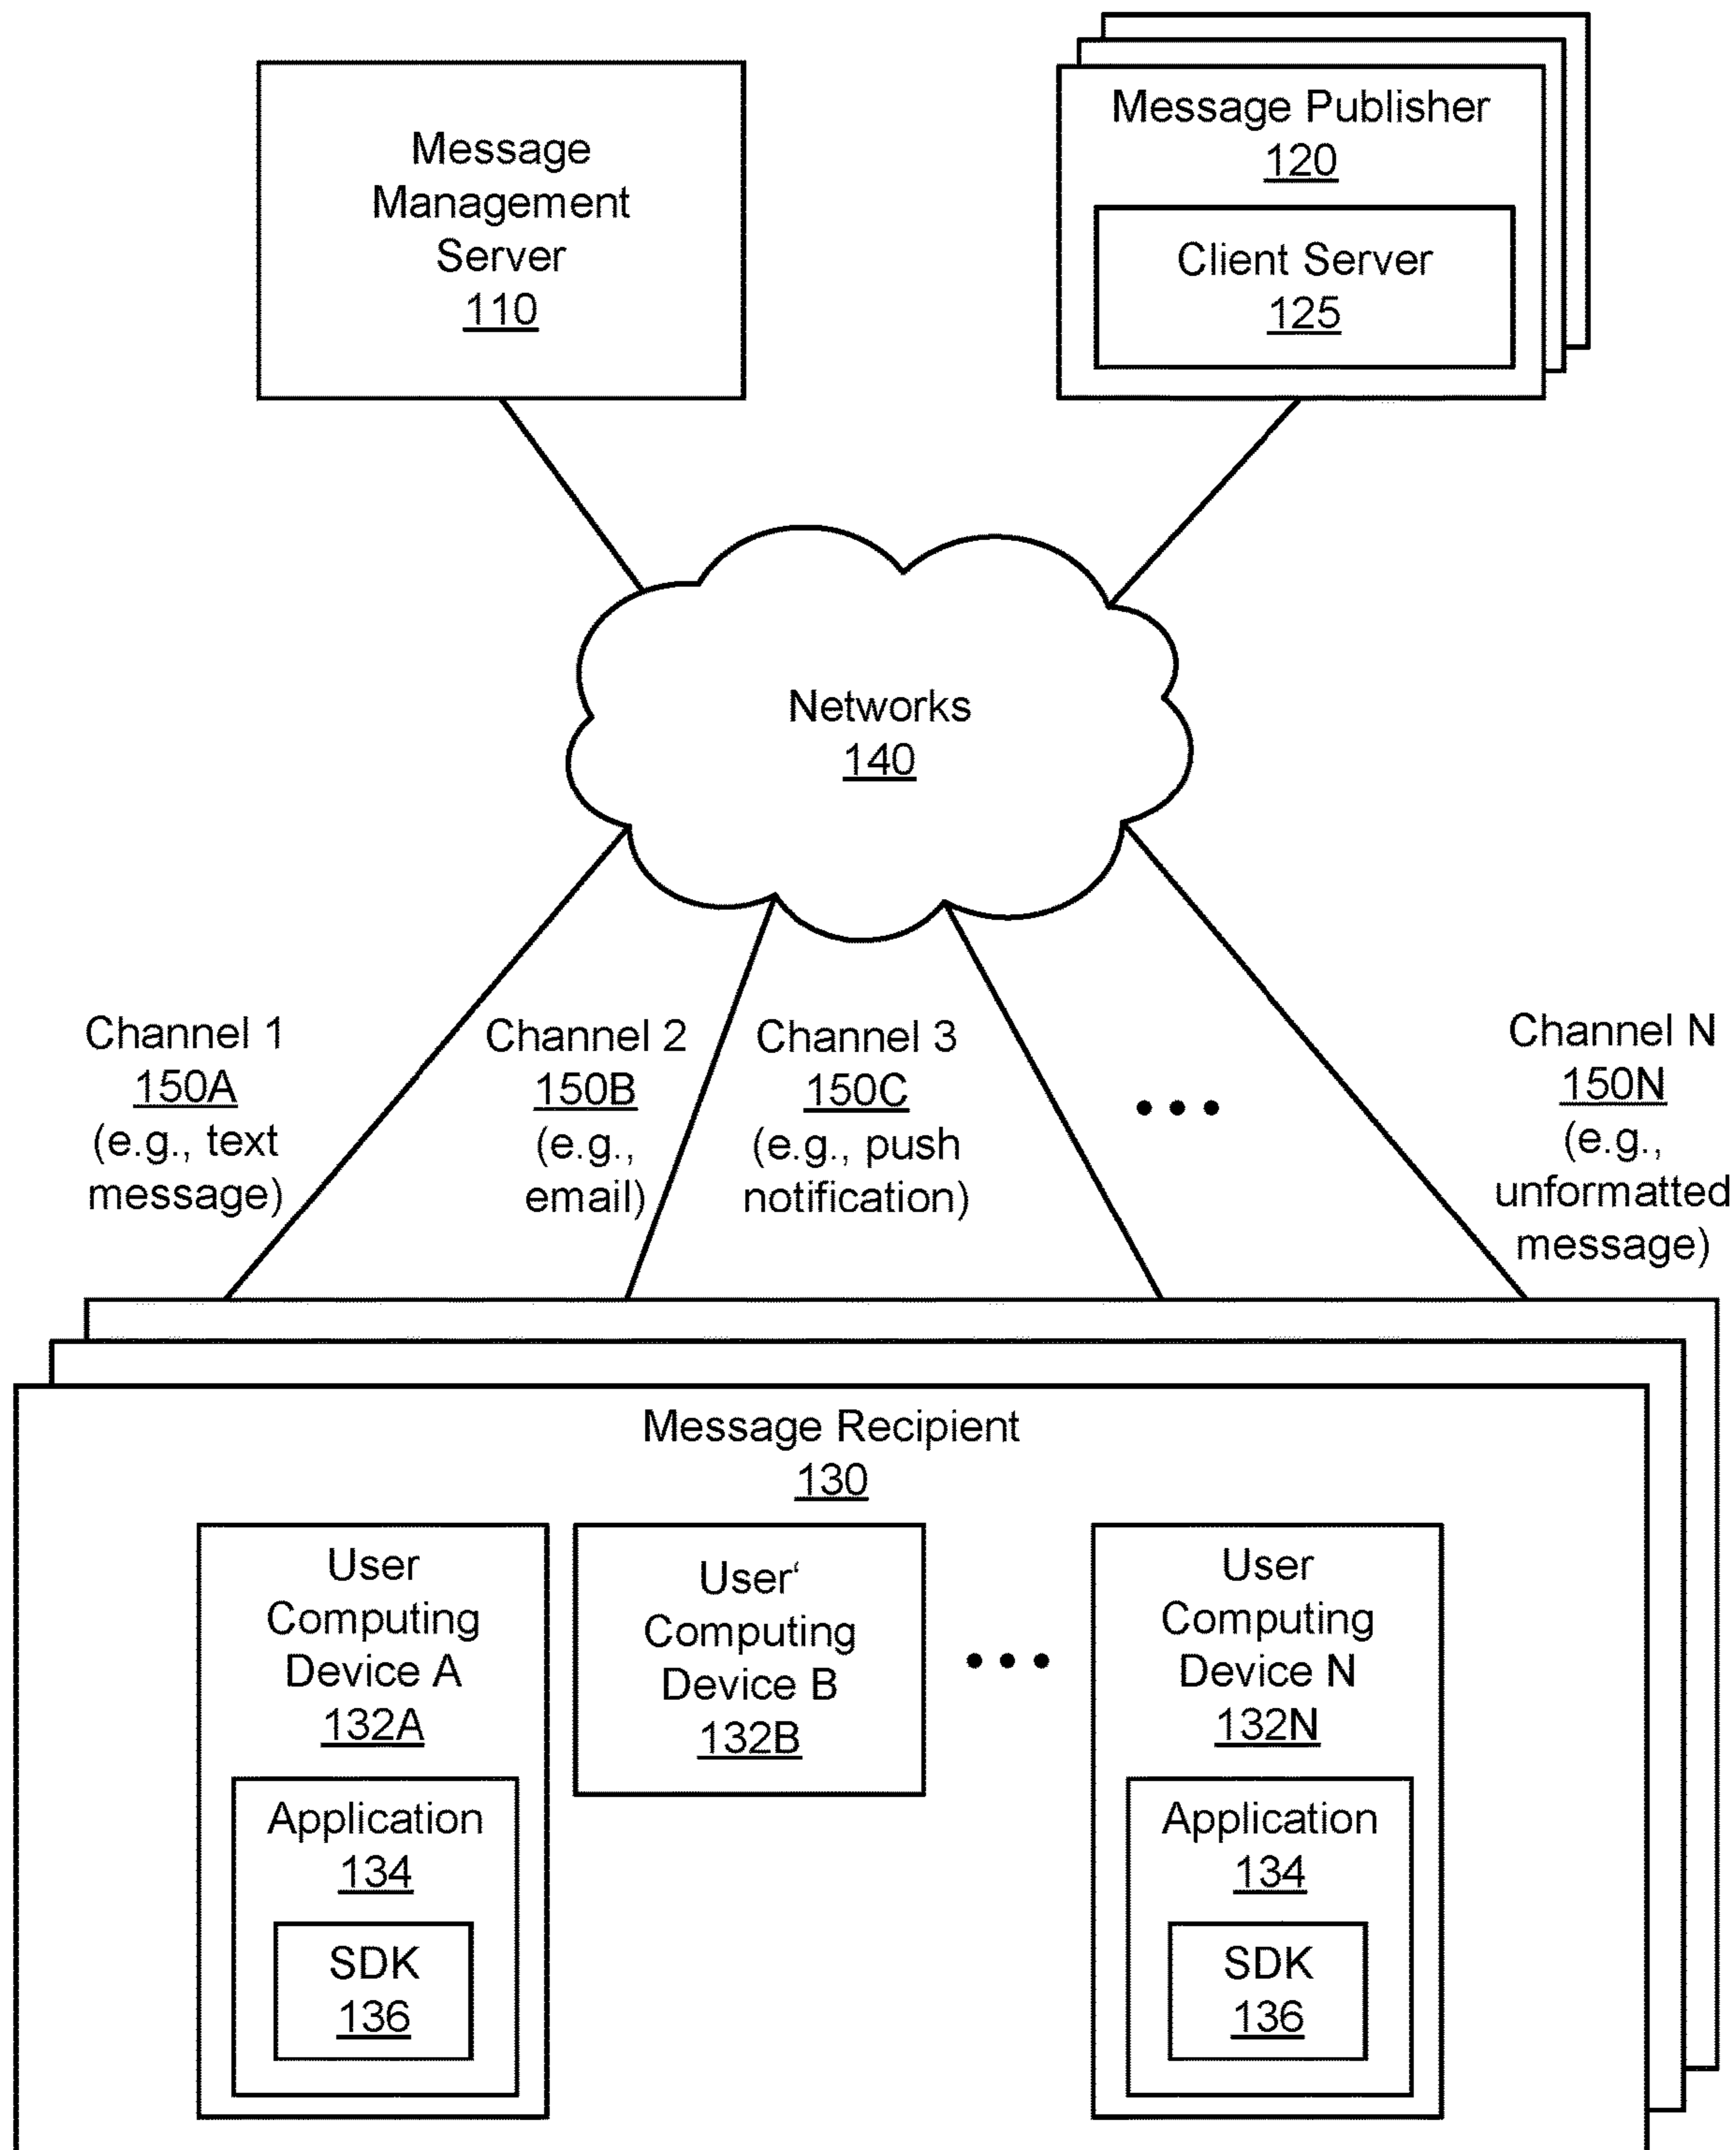 Message
Management
Server
110
Message Publisher
120
Client Server
125
Networks
140
Channel 1
150A
(e.g., text
message)
Channel 2
150B
(e.g.,
email)
Channel 3
150C
(e.g., push
notification)
Channel N
150N
(e.g.,
unformatted
message)
Message Recipient
130
User
Computing
Device A
132A
Application
134
SDK
136
User‘
Computing
Device B
132B
User
Computing
Device N
132N
Application
134
SDK
136